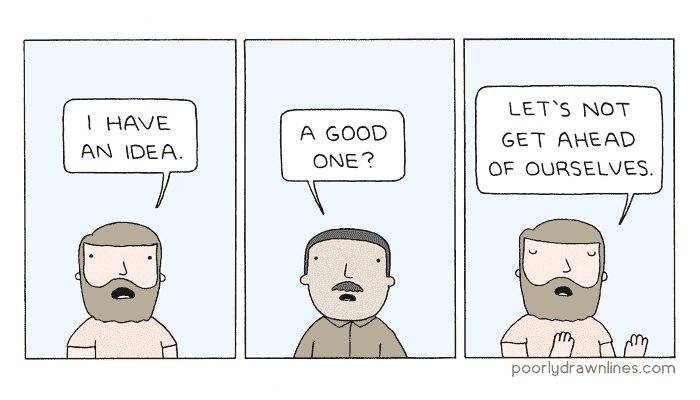 I HAVE
AN IDEA.
A GOOD
ONE?
LET'S NOT
GET AHEAD
OF OURSELVES.
poorlydrawnlines.com